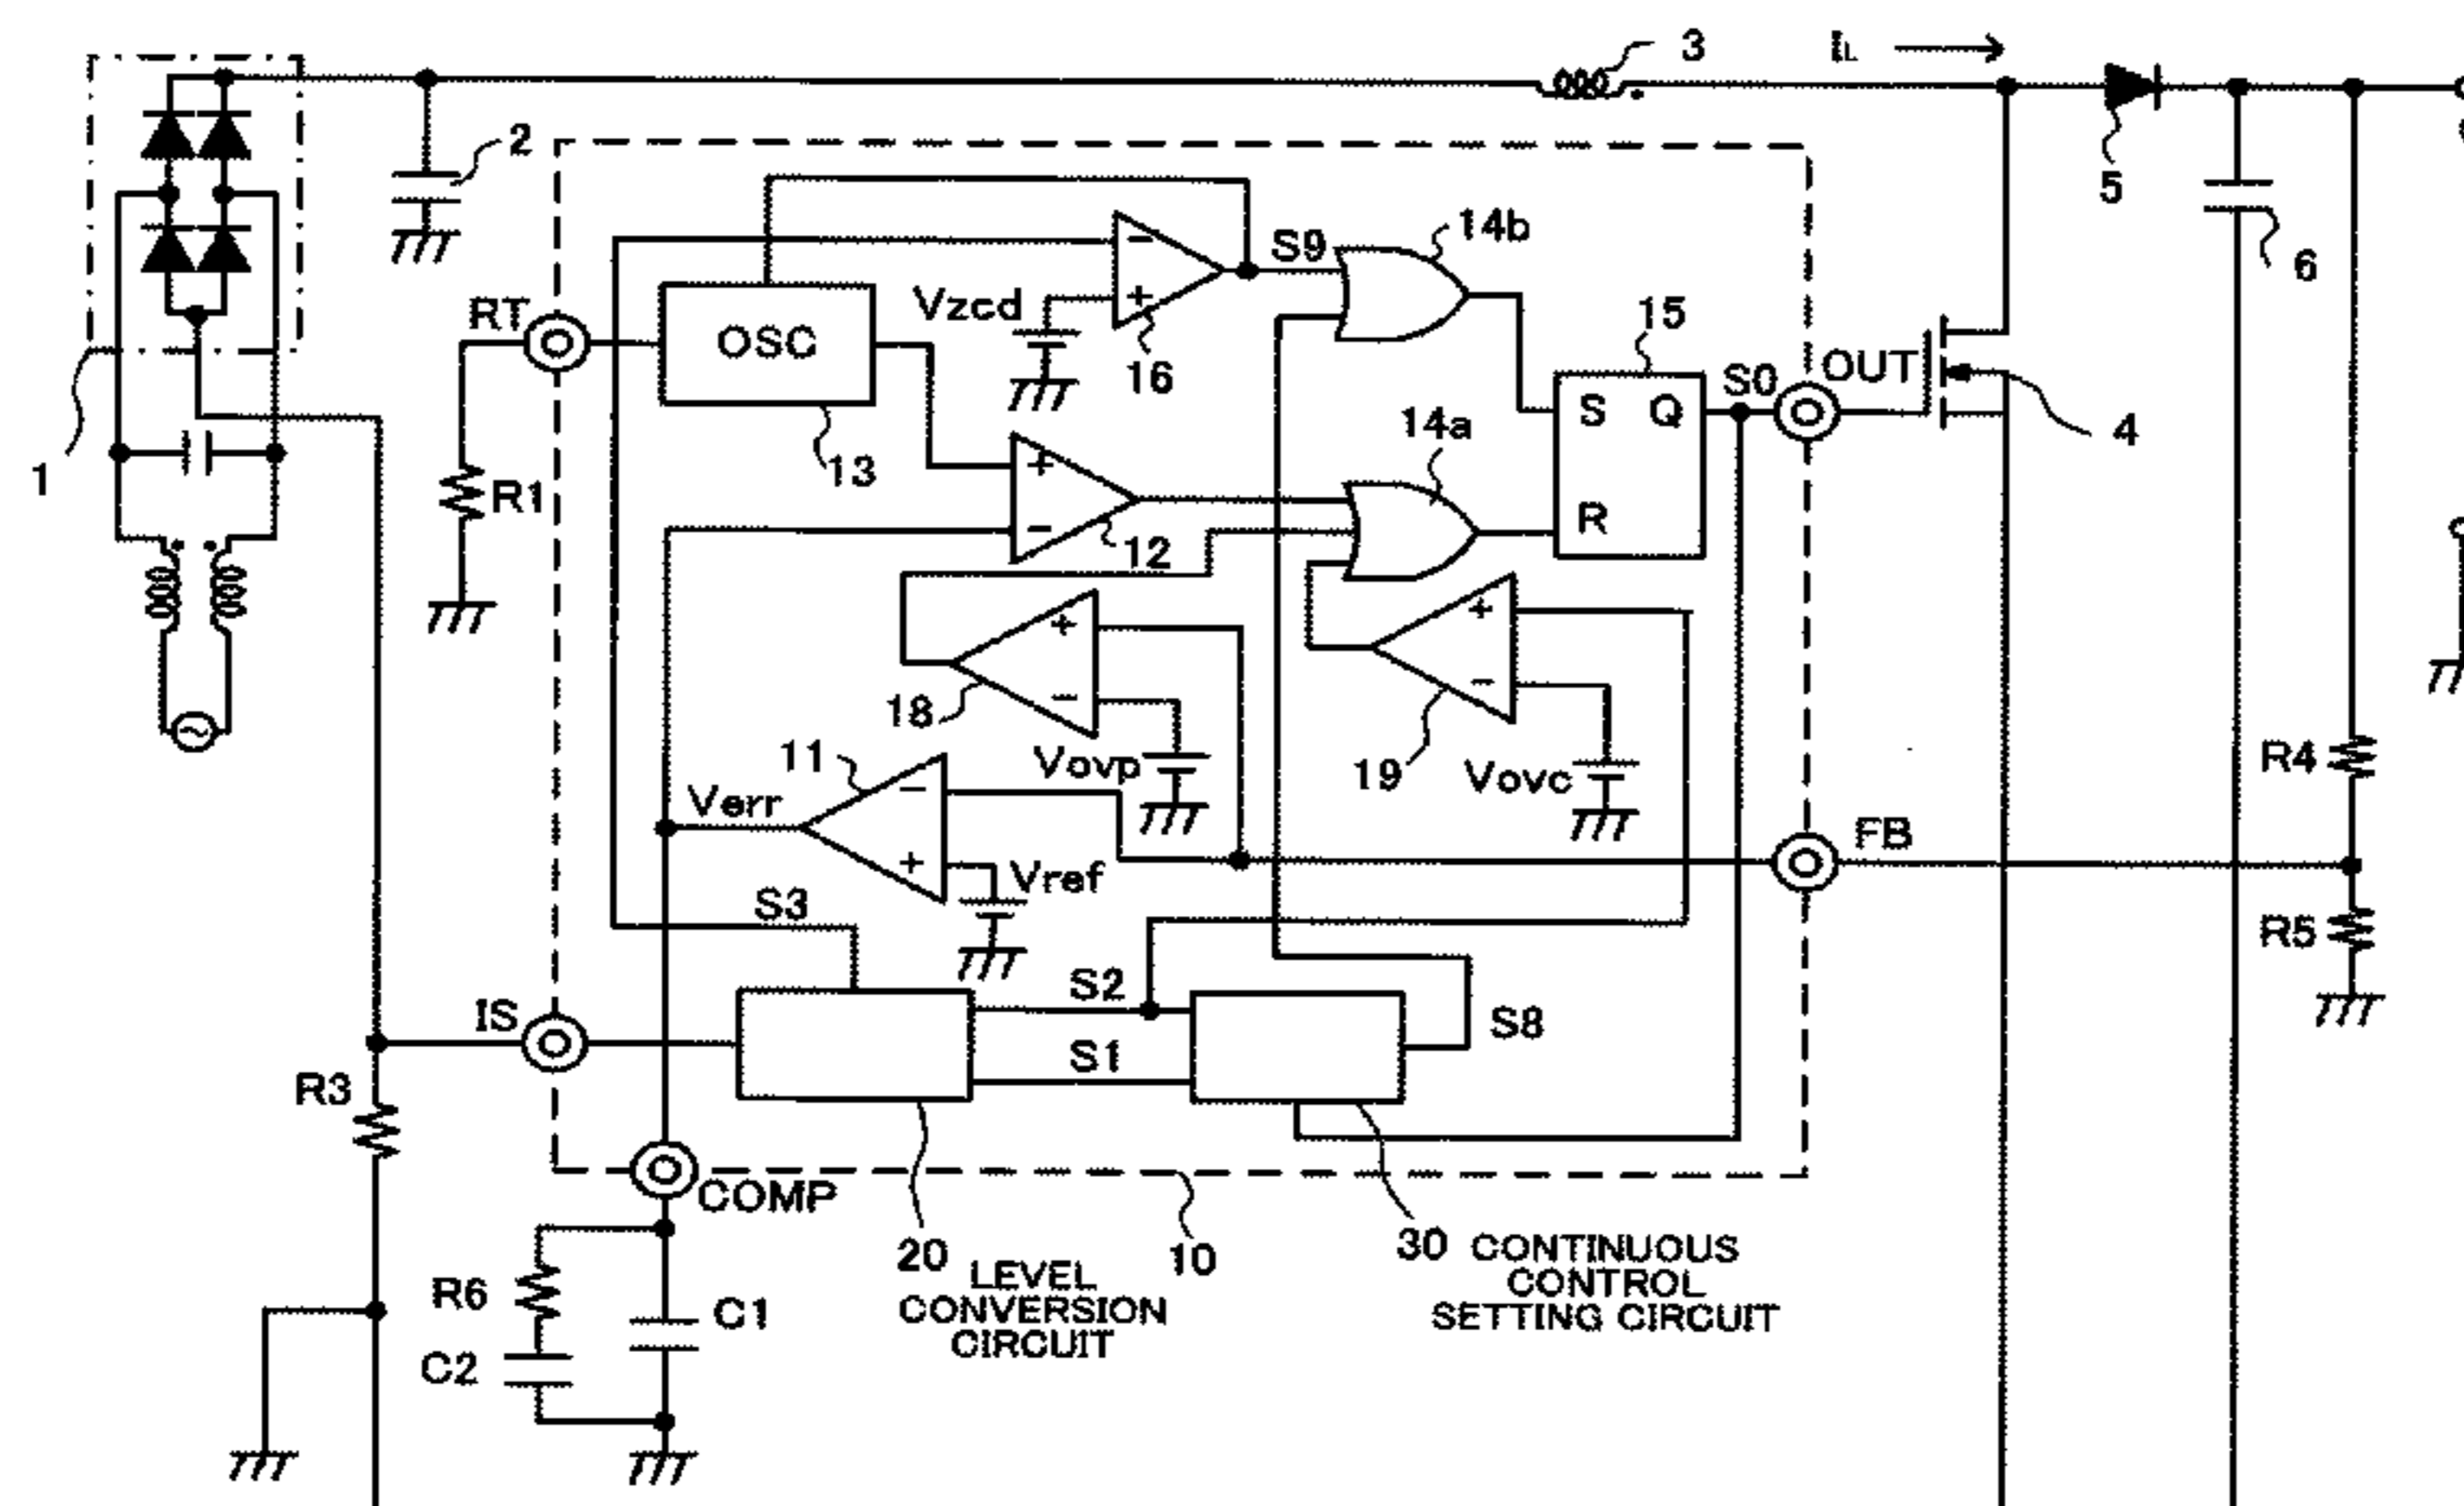 3
IL
2
5
6
14b
S9
RT
Vzcd
15
OSC
16
S0
OUT
S
Q
4
14a
1
13
R1
12
R
18
19
11
Vovp
Vovc
R4
Verr
FB
Vref
S3
R5
IS
S2
S8
S1
R3
COMP
20
10
30 CONTINUOUS
CONTROL
SETTING CIRCUIT
LEVEL
CONVERSION
CIRCUIT
R6
C1
C2